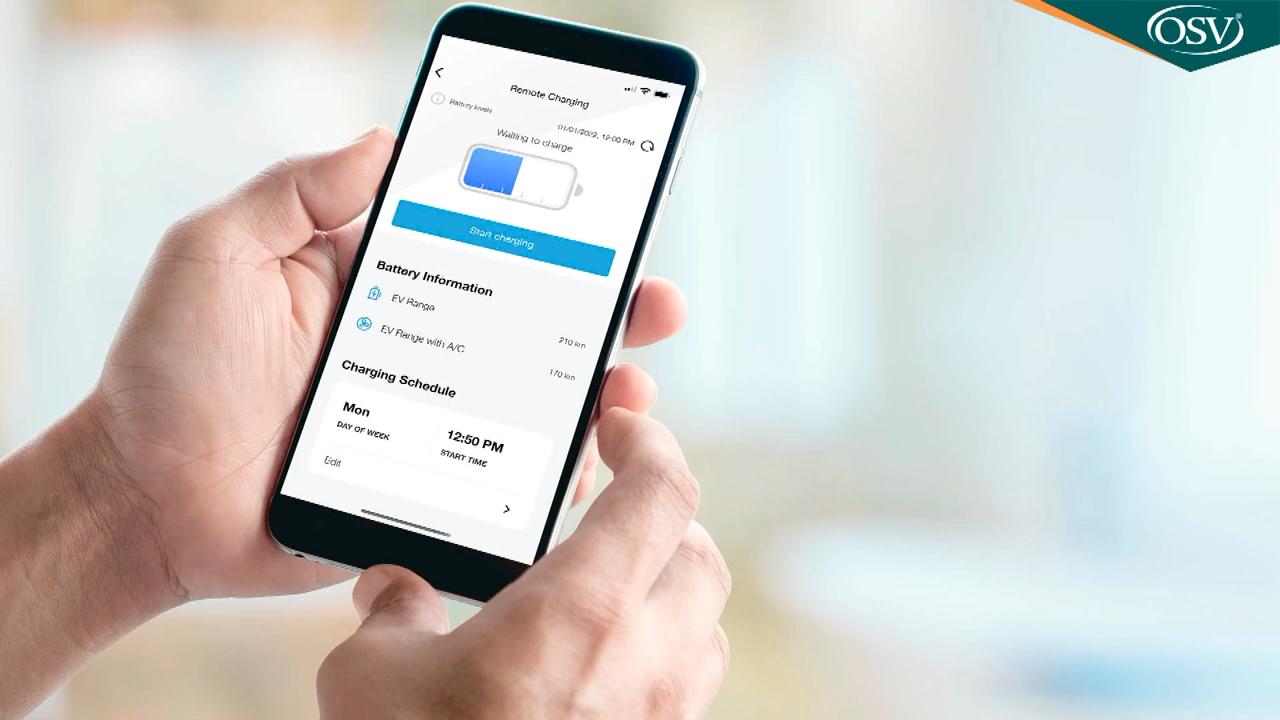 OSV®
Remote Charging
Battery levels
01/01/2022, 12:00 PM
Waiting to charge
Start charging
Battery Information
EV Range
210 km
EV Range with A/C
170 km
Charging Schedule
Mon
12:50 PM
DAY OF WEEK
START TIME
Edit